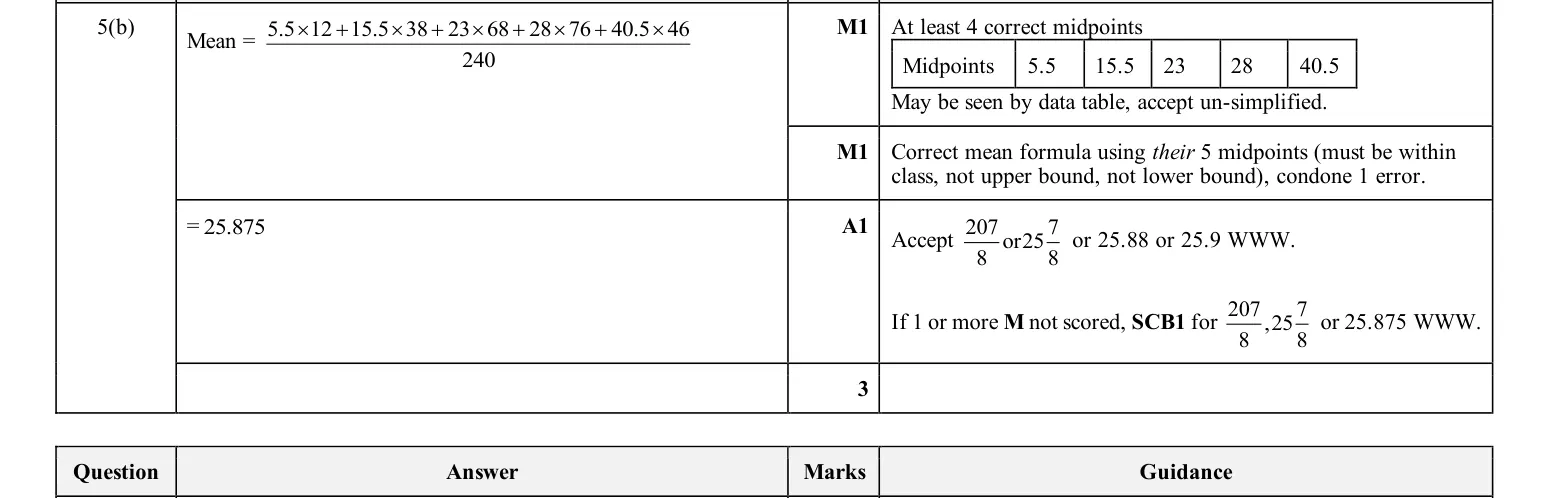 5(b)
Mean = (5.5×12+15.5×38+23×68+28×76+40.5×46)/240
M1
At least 4 correct midpoints
Midpoints 5.5 15.5 23 28 40.5
May be seen by data table, accept un-simplified.
M1
Correct mean formula using their 5 midpoints (must be within
class, not upper bound, not lower bound), condone 1 error.
= 25.875
A1
Accept 207/8 or 25 7/8 or 25.88 or 25.9 WWW.
If 1 or more M not scored, SCB1 for 207/8, 25 7/8 or 25.875 WWW.
3
Question Answer Marks Guidance